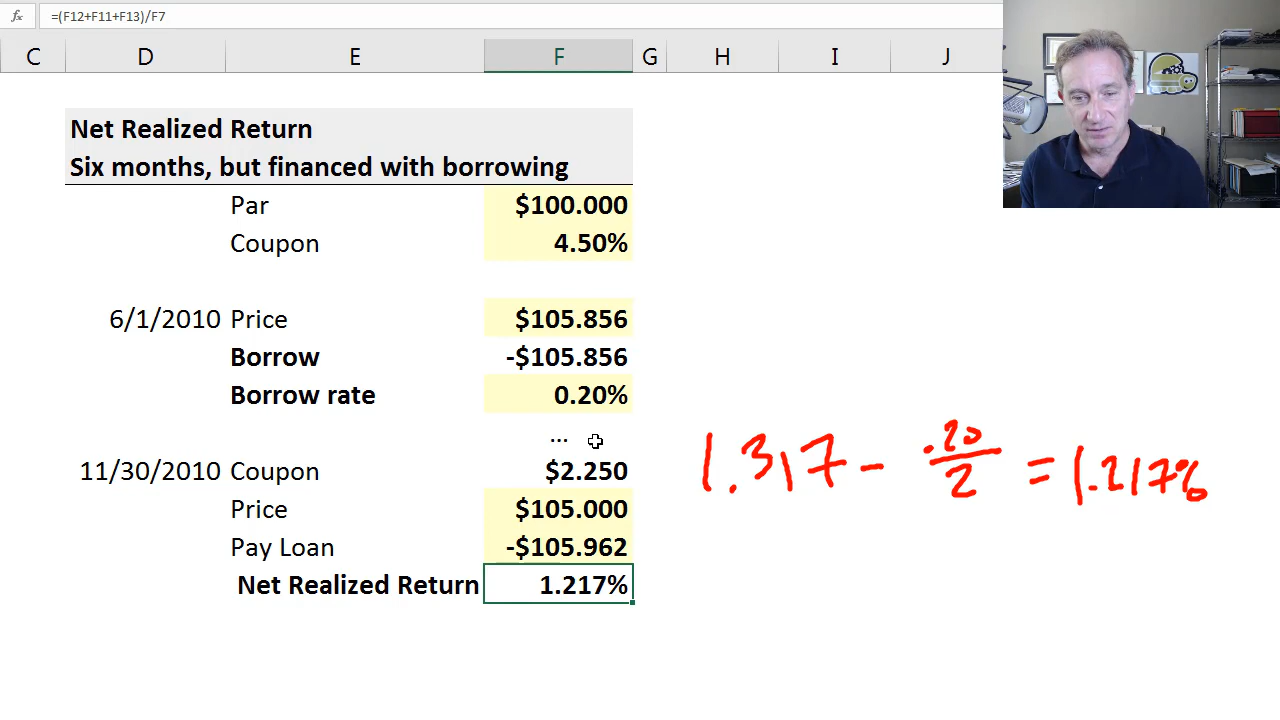 fx =(F12+F11+F13)/F7
C D E F G H I J
Net Realized Return
Six months, but financed with borrowing
Par $100.000
Coupon 4.50%
6/1/2010 Price $105.856
Borrow -$105.856
Borrow rate 0.20%
...
11/30/2010 Coupon $2.250
Price $105.000
Pay Loan -$105.962
Net Realized Return 1.217%
1.317 - .20/2 = 1.217%